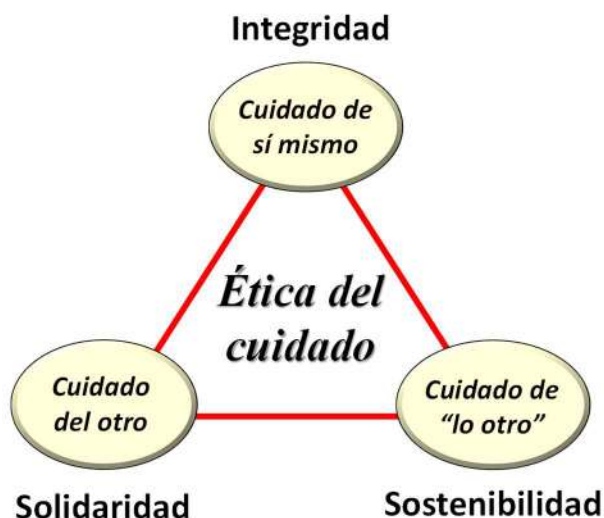 Integridad
Cuidado de
sí mismo
Ética del
cuidado
Cuidado
del otro
Cuidado de
“lo otro”
Solidaridad
Sostenibilidad